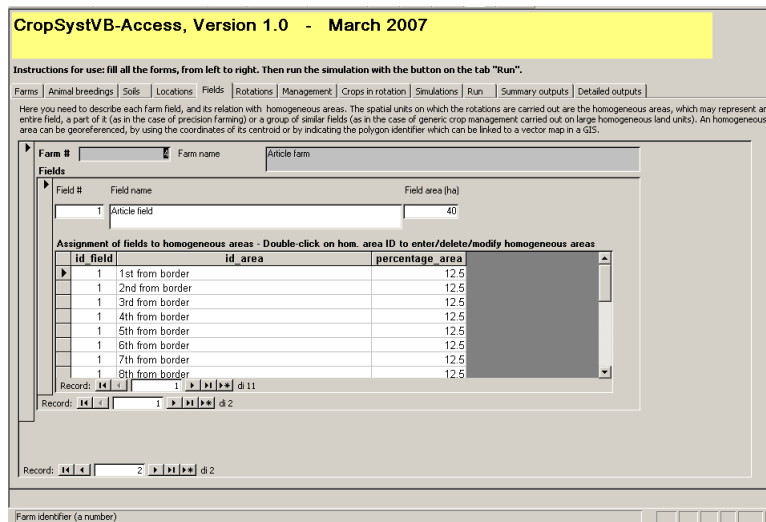 CropSystVB-Access, Version 1.0 - March 2007
Instructions for use: fill all the forms, from left to right. Then run the simulation with the button on the tab "Run".
Farms Animal breedings Soils Locations Fields Rotations Management Crops in rotation Simulations Run Summary outputs Detailed outputs
Here you need to describe each farm field, and its relation with homogeneous areas. The spatial units on which the rotations are carried out are the homogeneous areas, which may represent an
entire field, a part of it (as in the case of precision farming) or a group of similar fields (as in the case of generic crop management carried out on large homogeneous land units). An homogeneous
area can be georeferenced, by using the coordinates of its centroid or by indicating the polygon identifier which can be linked to a vector map in a GIS.
Farm # 4 Farm name Article farm
Fields
Field # Field name Field area (ha)
1 Article field 40
Assignment of fields to homogeneous areas - Double-click on hom. area ID to enter/delete/modify homogeneous areas
id_field id_area percentage_area
1 1st from border 12.5
1 2nd from border 12.5
1 3rd from border 12.5
1 4th from border 12.5
1 5th from border 12.5
1 6th from border 12.5
1 7th from border 12.5
1 8th from border 12.5
Record: 1 di 11
Record: 1 di 2
Record: 2 di 2
Farm identifier (a number)